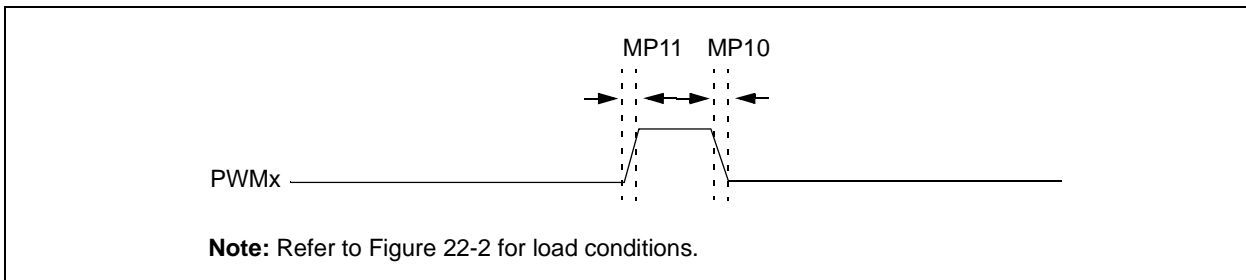 MP11 MP10
PWMx
Note: Refer to Figure 22-2 for load conditions.